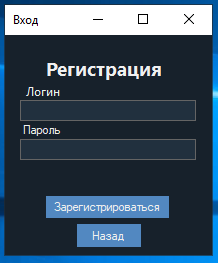 Вход
Регистрация
Логин
Пароль
Зарегистрироваться
Назад